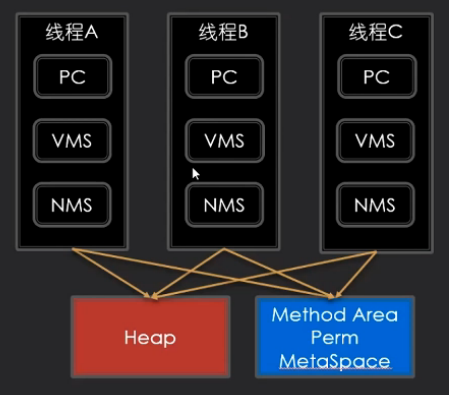 线程A
线程B
线程C
PC
PC
PC
VMS
VMS
VMS
NMS
NMS
NMS
Heap
Method Area
Perm
MetaSpace